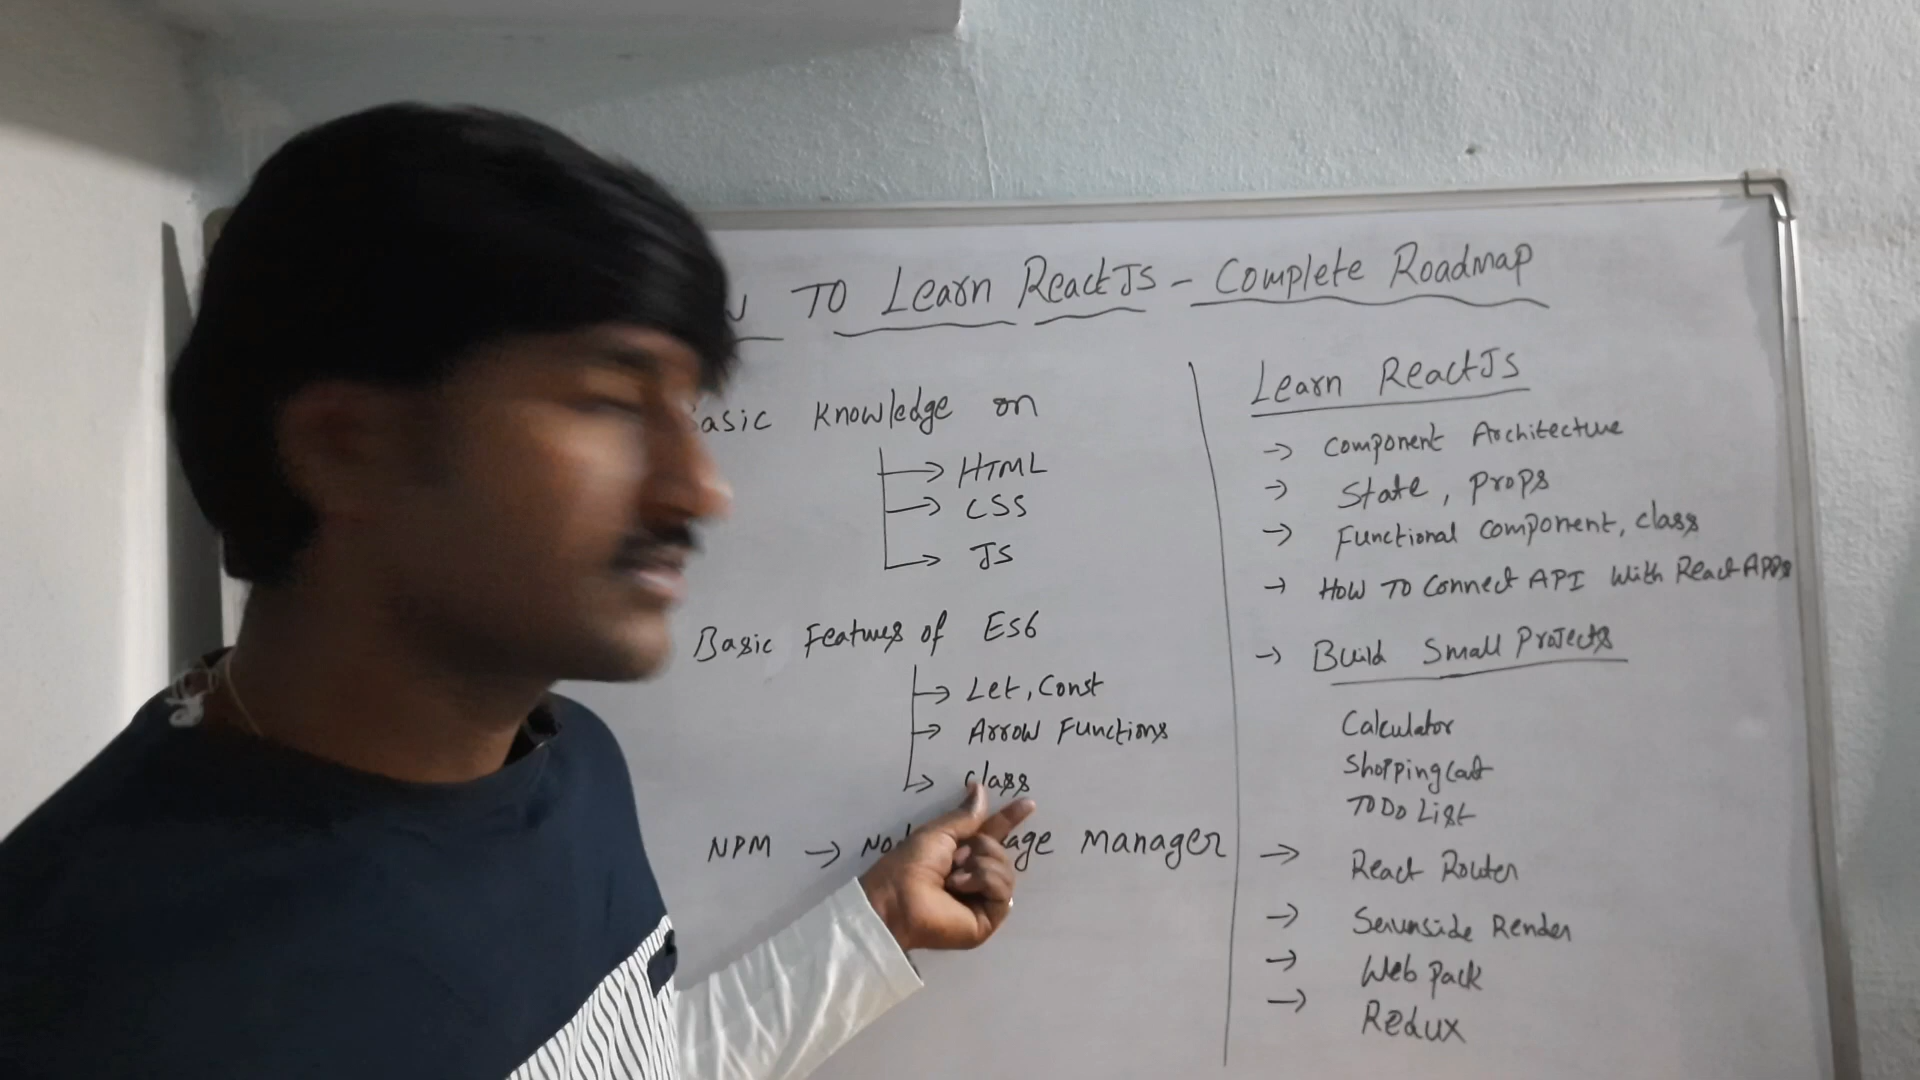 TO Learn ReactJS - Complete Roadmap
Basic Knowledge on
→ HTML
→ CSS
→ JS
Basic Features of ES6
→ Let, Const
→ Arrow Functions
→ Class
NPM → Manager
Learn ReactJS
→ Component Architecture
→ State, Props
→ Functional Component, Class
→ How To Connect API With React APPs
→ Build Small Projects
Calculator
Shopping Cart
ToDo List
→ React Router
→ Serverside Render
→ Web Pack
→ Redux